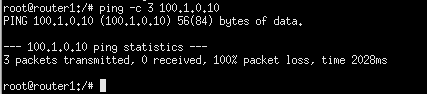 root@router1:/# ping -c 3 100.1.0.10
PING 100.1.0.10 (100.1.0.10) 56(84) bytes of data.
--- 100.1.0.10 ping statistics ---
3 packets transmitted, 0 received, 100% packet loss, time 2028ms
root@router1:/#